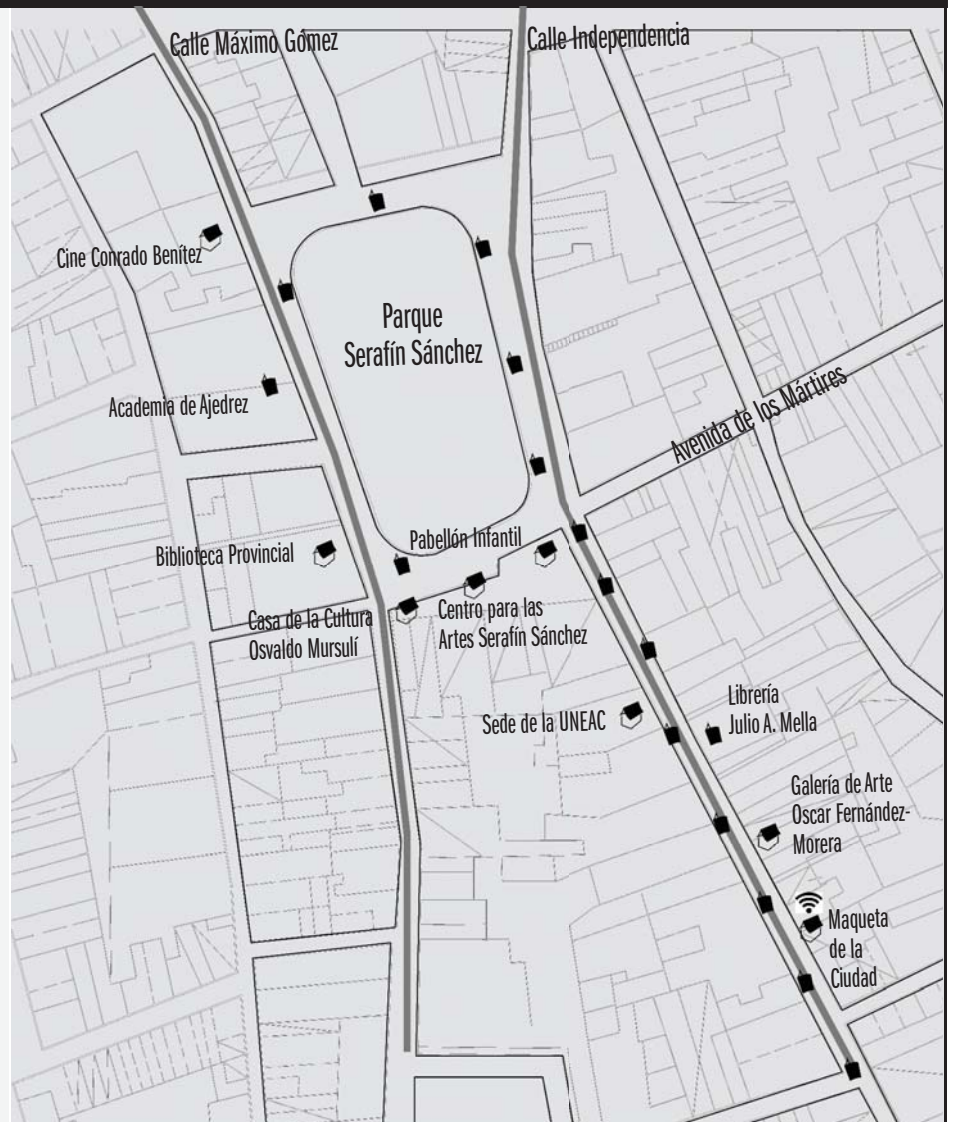 Calle Máximo Gómez
Calle Independencia
Cine Conrado Benítez
Parque
Serafín Sánchez
Academia de Ajedrez
Avenida de los Mártires
Pabellón Infantil
Biblioteca Provincial
Casa de la Cultura
Osvaldo Mursulí
Centro para las
Artes Serafín Sánchez
Sede de la UNEAC
Librería
Julio A. Mella
Galería de Arte
Oscar Fernández-
Morera
Maqueta
de la
Ciudad